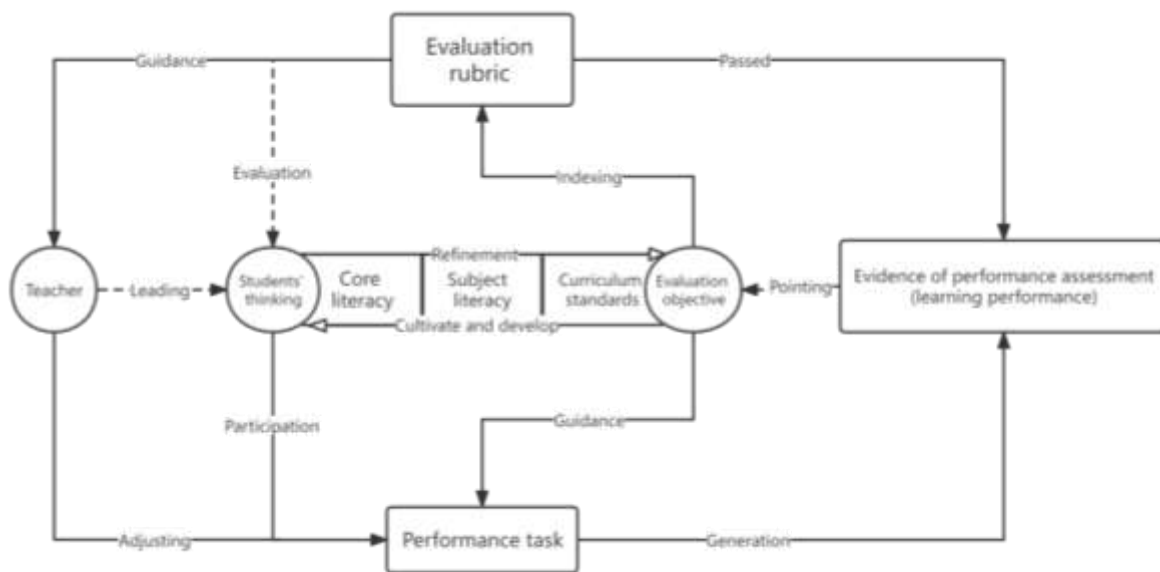 Evaluation
rubric
Guidance
Passed
Evaluation
Indexing
Teacher
Leading
Students'
thinking
Refinement
Core
literacy
Subject
literacy
Curriculum
standards
Cultivate and develop
Evaluation
objective
Pointing
Evidence of performance assessment
(learning performance)
Participation
Guidance
Adjusting
Performance task
Generation